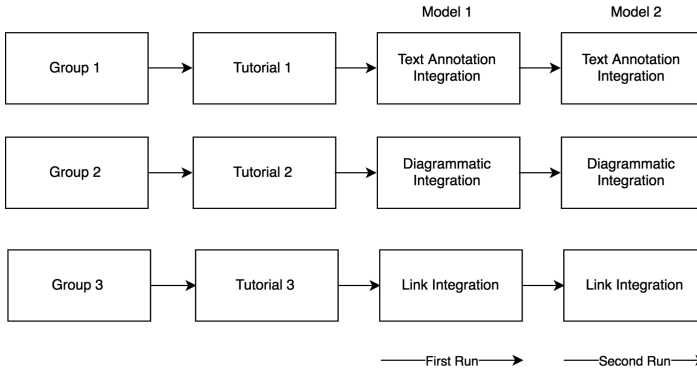 Model 1
Model 2
Group 1
Tutorial 1
Text Annotation
Integration
Text Annotation
Integration
Group 2
Tutorial 2
Diagrammatic
Integration
Diagrammatic
Integration
Group 3
Tutorial 3
Link Integration
Link Integration
First Run
Second Run